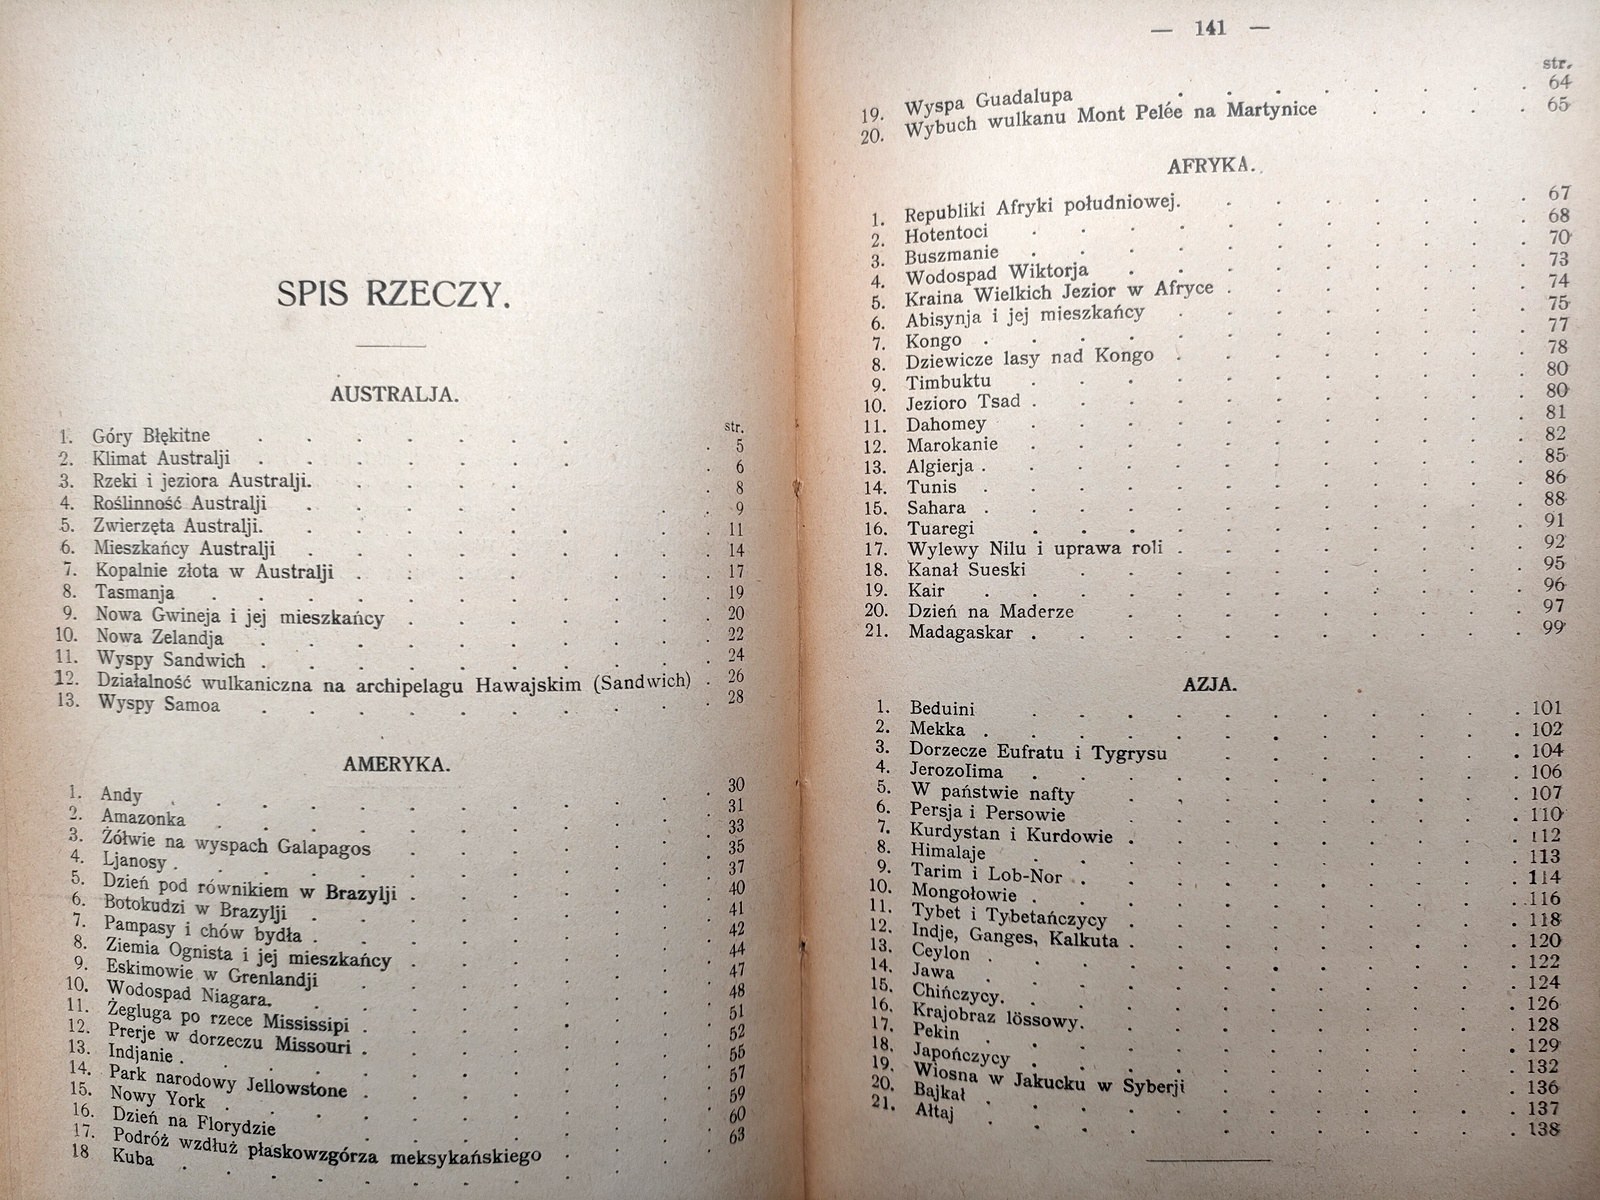 SPIS RZECZY.
AUSTRALJA.
str.
1. Góry Błękitne . . . . . . . . 5
2. Klimat Australji . . . . . . . . 6
3. Rzeki i jeziora Australji. . . . . . . 8
4. Roślinność Australji . . . . . . . 9
5. Zwierzęta Australji. . . . . . . . 11
6. Mieszkańcy Australji . . . . . . . 14
7. Kopalnie złota w Australji . . . . . . . 17
8. Tasmanja . . . . . . . . . . 19
9. Nowa Gwineja i jej mieszkańcy . . . . . . . 20
10. Nowa Zelandja . . . . . . . . . . 22
11. Wyspy Sandwich . . . . . . . . . . 24
12. Działalność wulkaniczna na archipelagu Hawajskim (Sandwich) . 26
13. Wyspy Samoa . . . . . . . . . . 28
AMERYKA.
1. Andy . . . . . . . . . . . 30
2. Amazonka . . . . . . . . . . . 31
3. Żółwie na wyspach Galapagos . . . . . . . 33
4. Ljanosy . . . . . . . . . . . 35
5. Dzień pod równikiem w Brazylji . . . . . . . 37
6. Botokudzi w Brazylji . . . . . . . . 40
7. Pampasy i chów bydła . . . . . . . . 41
8. Ziemia Ognista i jej mieszkańcy . . . . . . . 42
9. Eskimowie w Grenlandji . . . . . . . . 44
10. Wodospad Niagara. . . . . . . . . . 47
11. Żegluga po rzece Mississipi . . . . . . . 48
12. Prerje w dorzeczu Missouri . . . . . . . 51
13. Indjanie . . . . . . . . . . . 52
14. Park narodowy Jellowstone . . . . . . . 55
15. Nowy York . . . . . . . . . . 57
16. Dzień na Florydzie . . . . . . . . 59
17. Podróż wzdłuż płaskowzgórza meksykańskiego . . . . 60
18 Kuba . . . . . . . . . . . 63
— 141 —
str.
19. Wyspa Guadalupa . . . . . . . . 64
20. Wybuch wulkanu Mont Pelée na Martynice . . . . 65
AFRYKA.
1. Republiki Afryki południowej. . . . . . . . 67
2. Hotentoci . . . . . . . . . . . 68
3. Buszmanie . . . . . . . . . . . 70
4. Wodospad Wiktorja . . . . . . . . . 73
5. Kraina Wielkich Jezior w Afryce . . . . . . . 74
6. Abisynja i jej mieszkańcy . . . . . . . . 75
7. Kongo . . . . . . . . . . . . 77
8. Dziewicze lasy nad Kongo . . . . . . . . 78
9. Timbuktu . . . . . . . . . . . 80
10. Jezioro Tsad . . . . . . . . . . . 80
11. Dahomey . . . . . . . . . . . 81
12. Marokanie . . . . . . . . . . . 82
13. Algierja . . . . . . . . . . . . 85
14. Tunis . . . . . . . . . . . . 86
15. Sahara . . . . . . . . . . . . 88
16. Tuaregi . . . . . . . . . . . 91
17. Wylewy Nilu i uprawa roli . . . . . . . . 92
18. Kanał Sueski . . . . . . . . . . 95
19. Kair . . . . . . . . . . . . 96
20. Dzień na Maderze . . . . . . . . . 97
21. Madagaskar . . . . . . . . . . . 99
AZJA.
1. Beduini . . . . . . . . . . . 101
2. Mekka . . . . . . . . . . . . 102
3. Dorzecze Eufratu i Tygrysu . . . . . . . 104
4. Jerozolima . . . . . . . . . . . 106
5. W państwie nafty . . . . . . . . . 107
6. Persja i Persowie . . . . . . . . . 110
7. Kurdystan i Kurdowie . . . . . . . . . 112
8. Himalaje . . . . . . . . . . . 113
9. Tarim i Lob-Nor . . . . . . . . . . 114
10. Mongołowie . . . . . . . . . . . 116
11. Tybet i Tybetańczycy . . . . . . . . . 118
12. Indje, Ganges, Kalkuta . . . . . . . . . 120
13. Ceylon . . . . . . . . . . . . 122
14. Jawa . . . . . . . . . . . . 124
15. Chińczycy. . . . . . . . . . . . 126
16. Krajobraz lössowy. . . . . . . . . . 128
17. Pekin . . . . . . . . . . . . 129
18. Japończycy . . . . . . . . . . . 132
19. Wiosna w Jakucku w Syberji . . . . . . . 136
20. Bajkał . . . . . . . . . . . . 137
21. Ałtaj . . . . . . . . . . . . 138